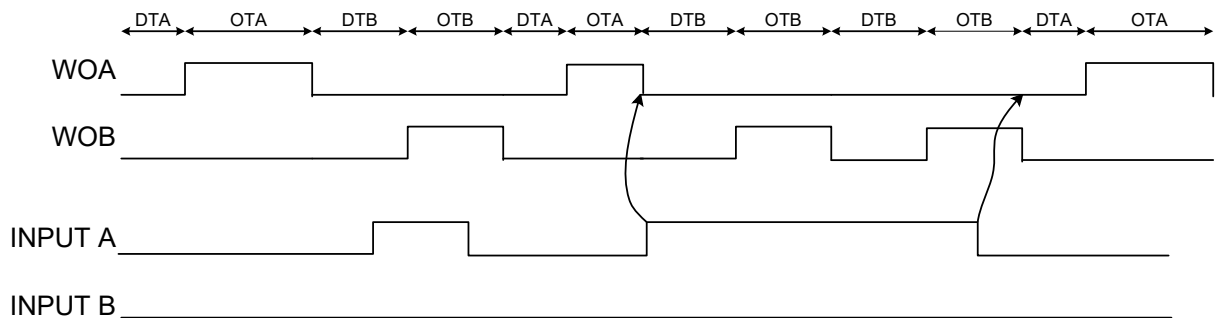 DTA OTA DTB OTB DTA OTA DTB OTB DTB OTB DTA OTA
WOA
WOB
INPUT A
INPUT B